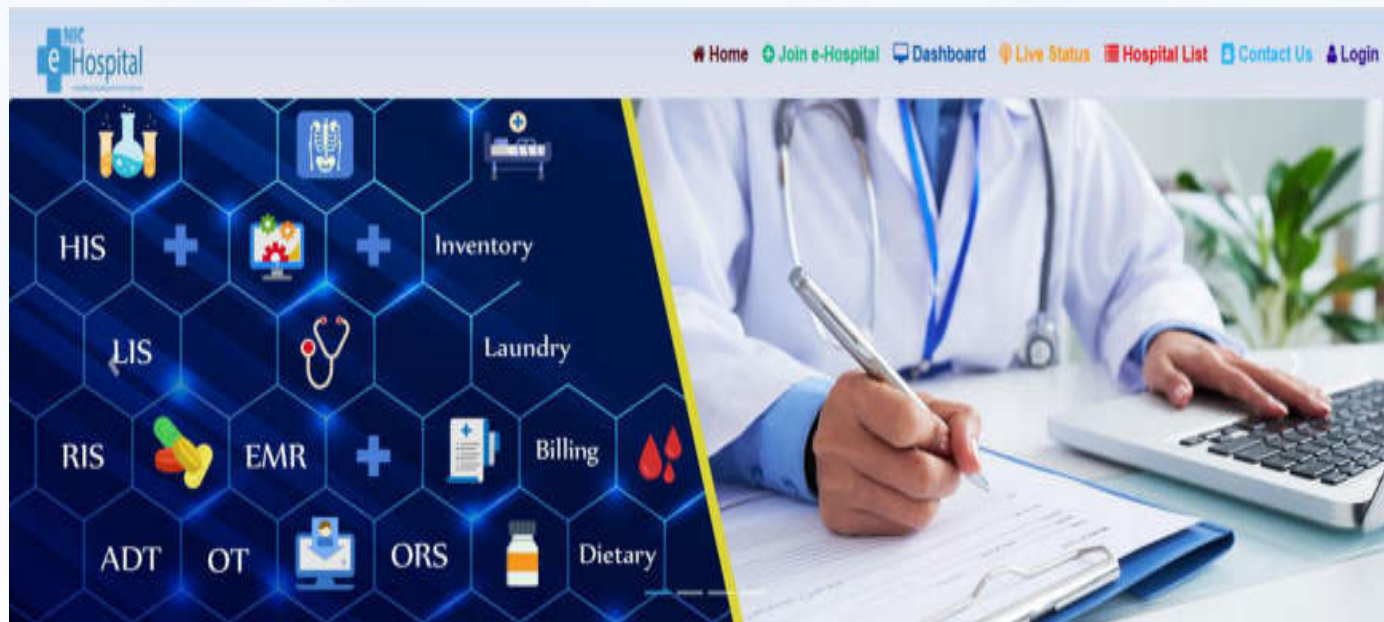 NIC
e Hospital
Home Join e-Hospital Dashboard Live Status Hospital List Contact Us Login
HIS Inventory
LIS Laundry
RIS EMR Billing
ADT OT ORS Dietary